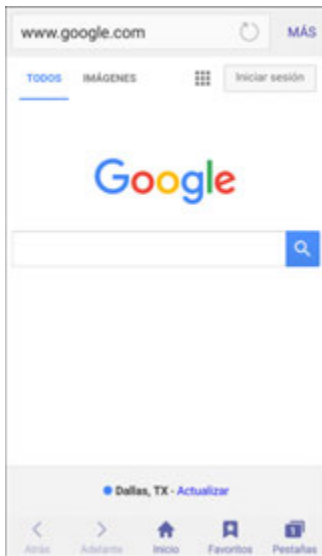 www.google.com MÁS
TODOS IMÁGENES Iniciar sesión
Google
Dallas, TX - Actualizar
Atrás Adelante Inicio Favoritos Pestañas